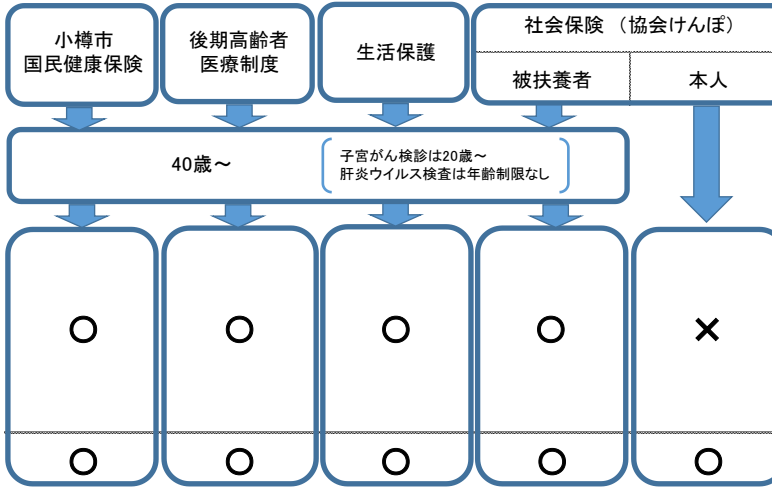 小樽市
国民健康保険
後期高齢者
医療制度
生活保護
社会保険 （協会けんぽ）
被扶養者
本人
40歳～
子宮がん検診は20歳～
肝炎ウイルス検査は年齢制限なし
○ ○ ○ ○ ×
○ ○ ○ ○ ○